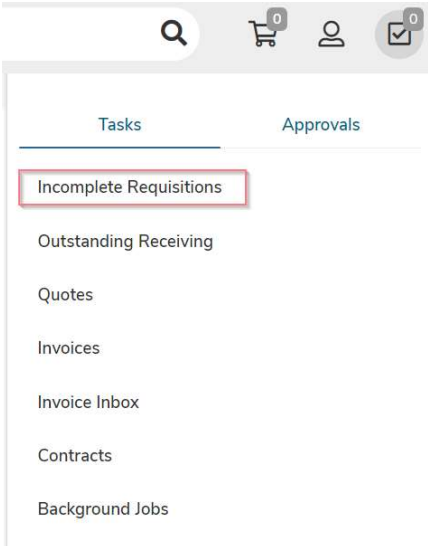 0
0
Tasks
Approvals
Incomplete Requisitions
Outstanding Receiving
Quotes
Invoices
Invoice Inbox
Contracts
Background Jobs